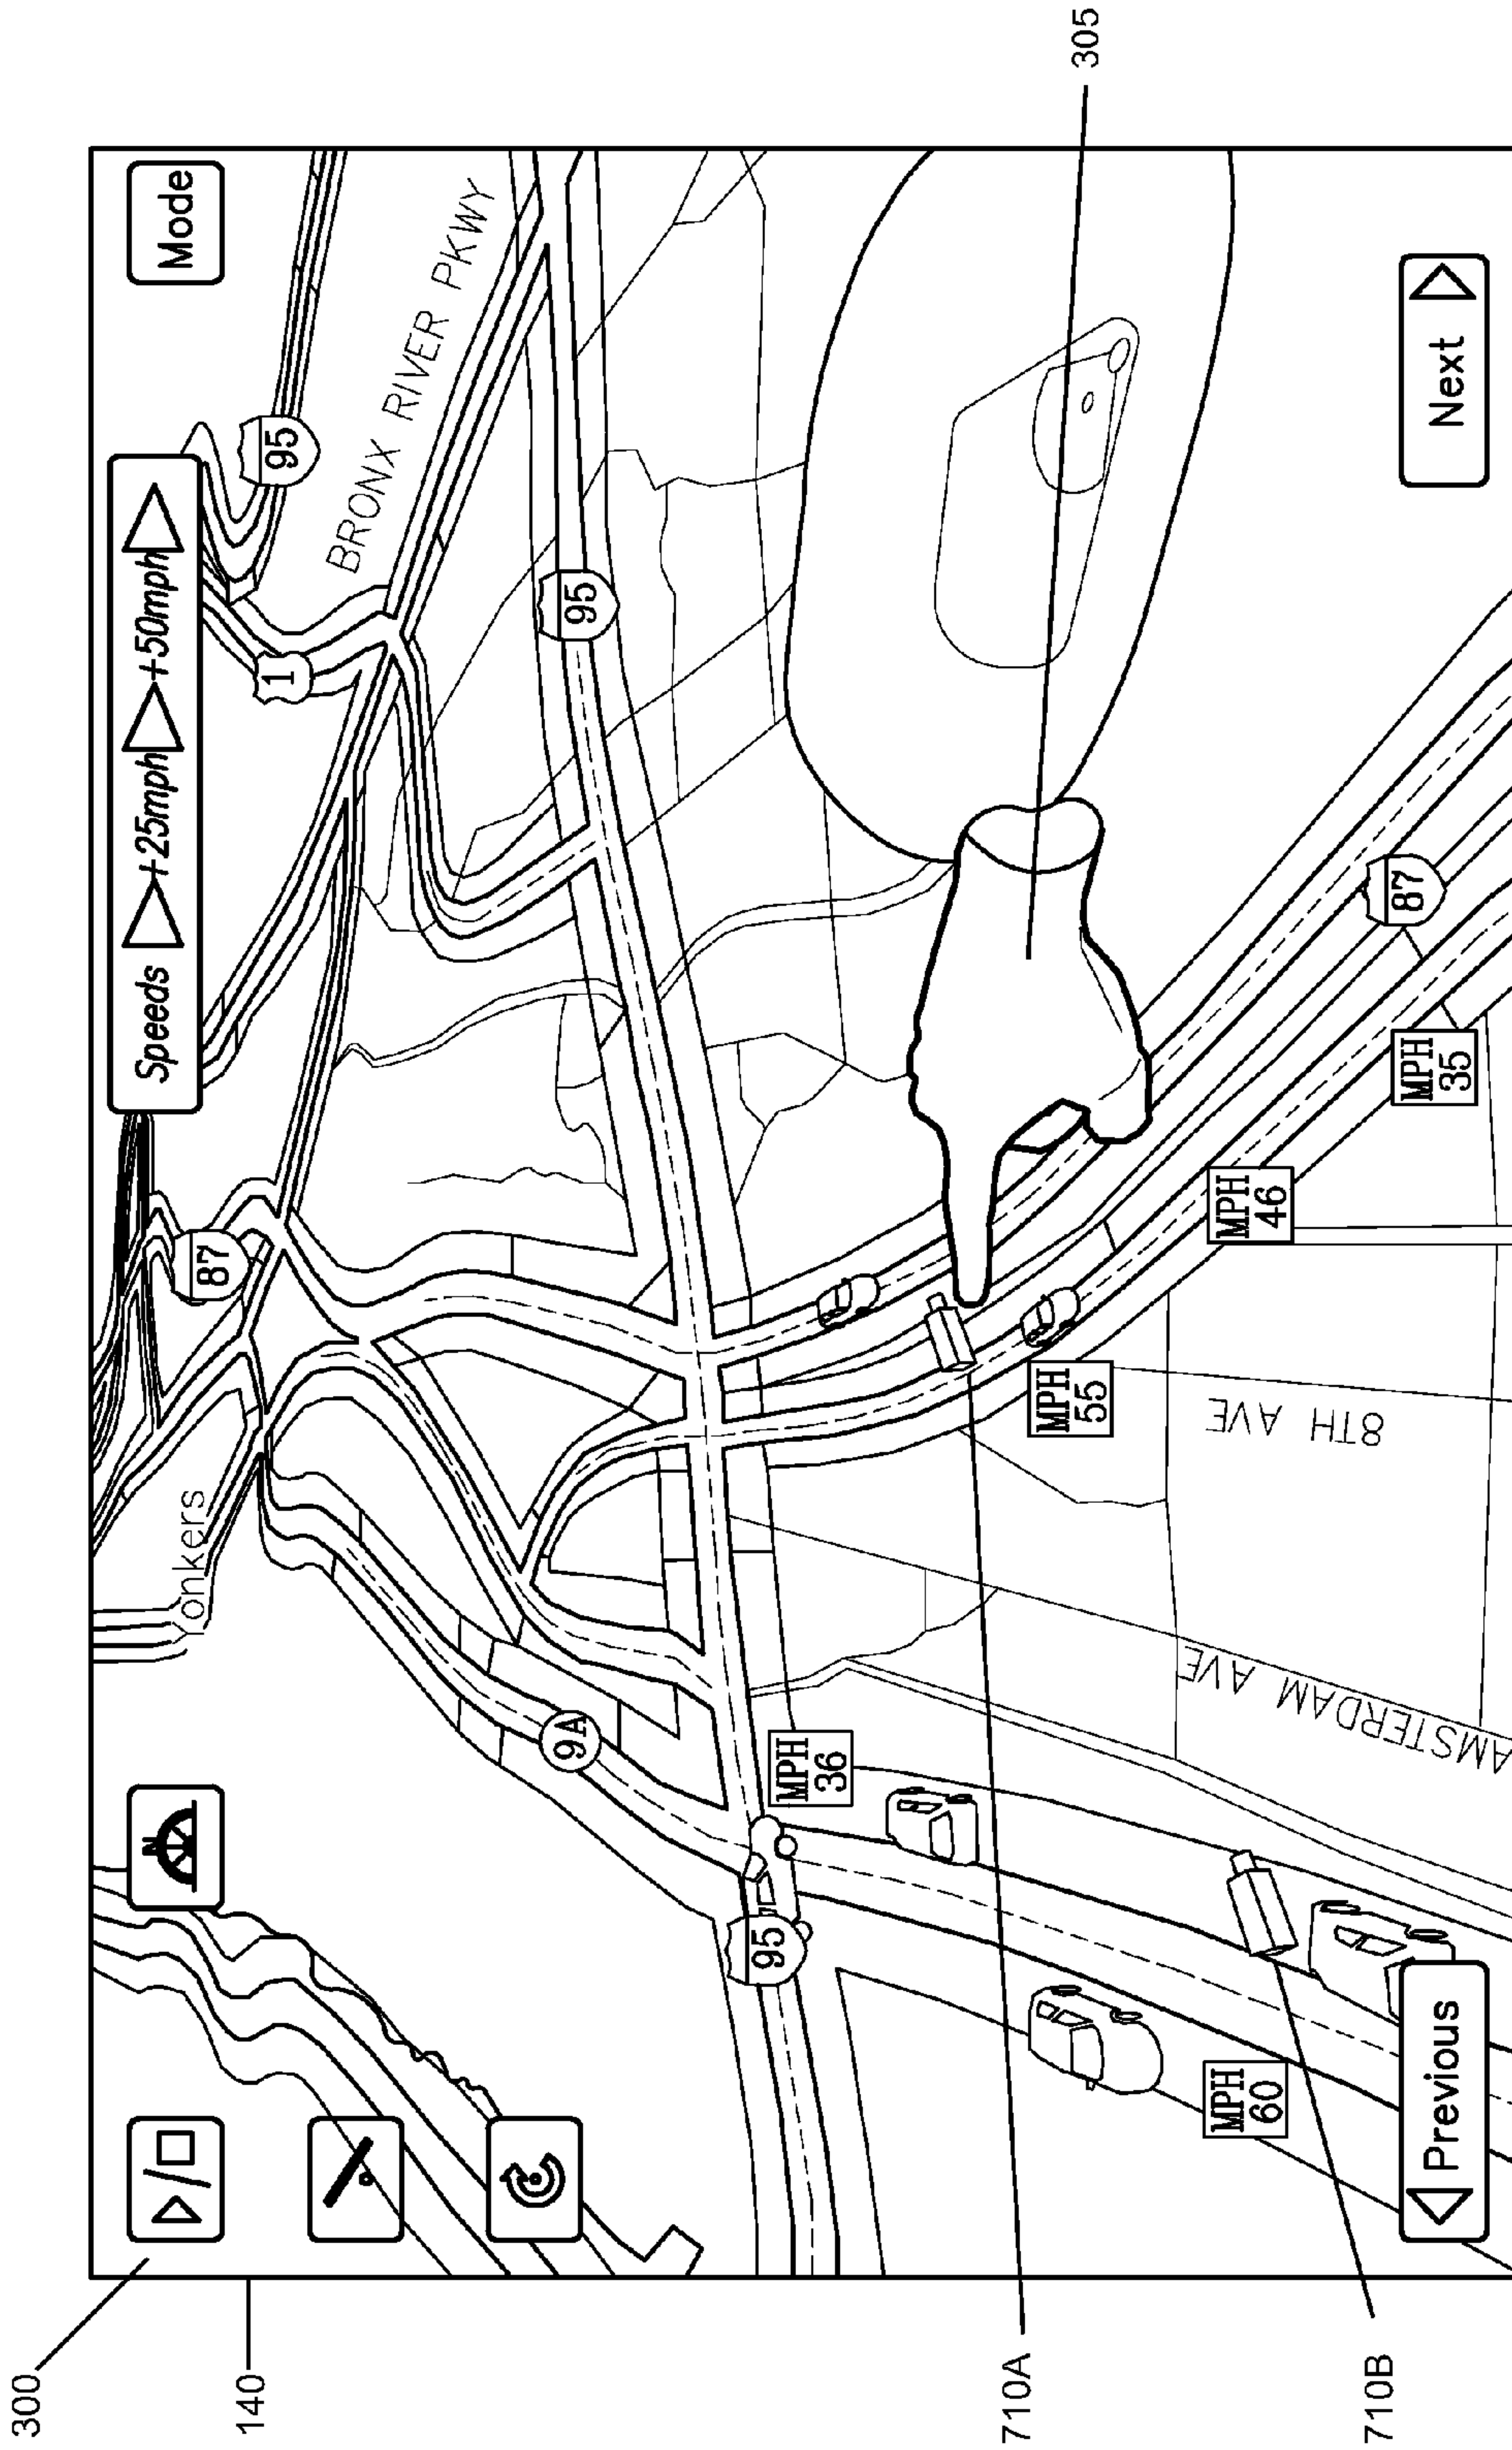 300
140
Speeds +25mph +50mph
Mode
N
Yonkers
87
1
95
BRONX RIVER PKWY
9A
95
95
MPH
36
305
MPH
55
MPH
46
MPH
35
87
8TH AVE
AMSTERDAM AVE
MPH
60
710A
710B
Previous
Next